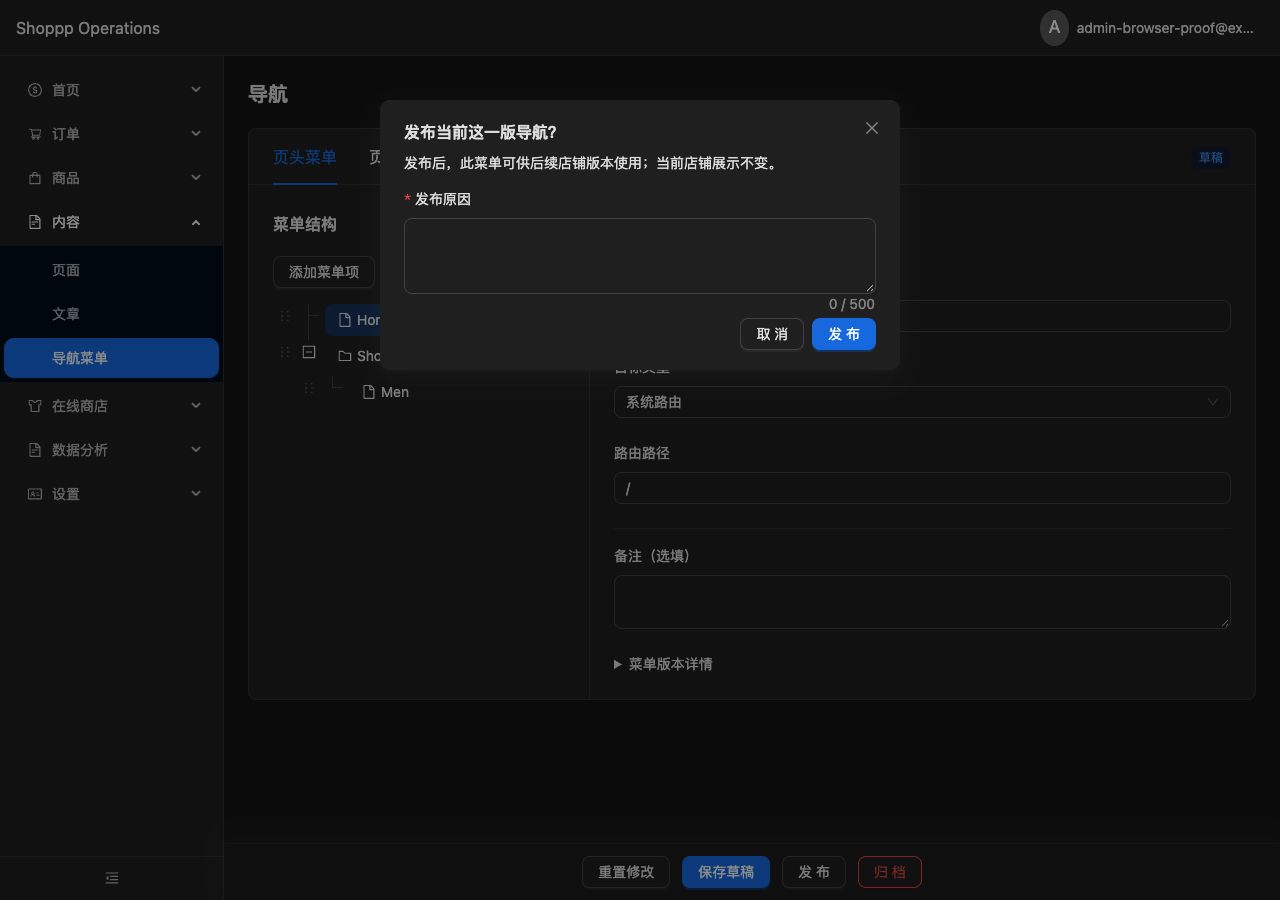 Shoppp Operations
A
admin-browser-proof@ex...
首页
订单
商品
内容
页面
文章
导航菜单
在线商店
数据分析
设置
导航
页头菜单
页
草稿
菜单结构
添加菜单项
Hor
Sho
Men
发布当前这一版导航?
发布后，此菜单可供后续店铺版本使用；当前店铺展示不变。
* 发布原因
0 / 500
取 消
发 布
系统路由
路由路径
/
备注（选填）
菜单版本详情
重置修改
保存草稿
发 布
归 档